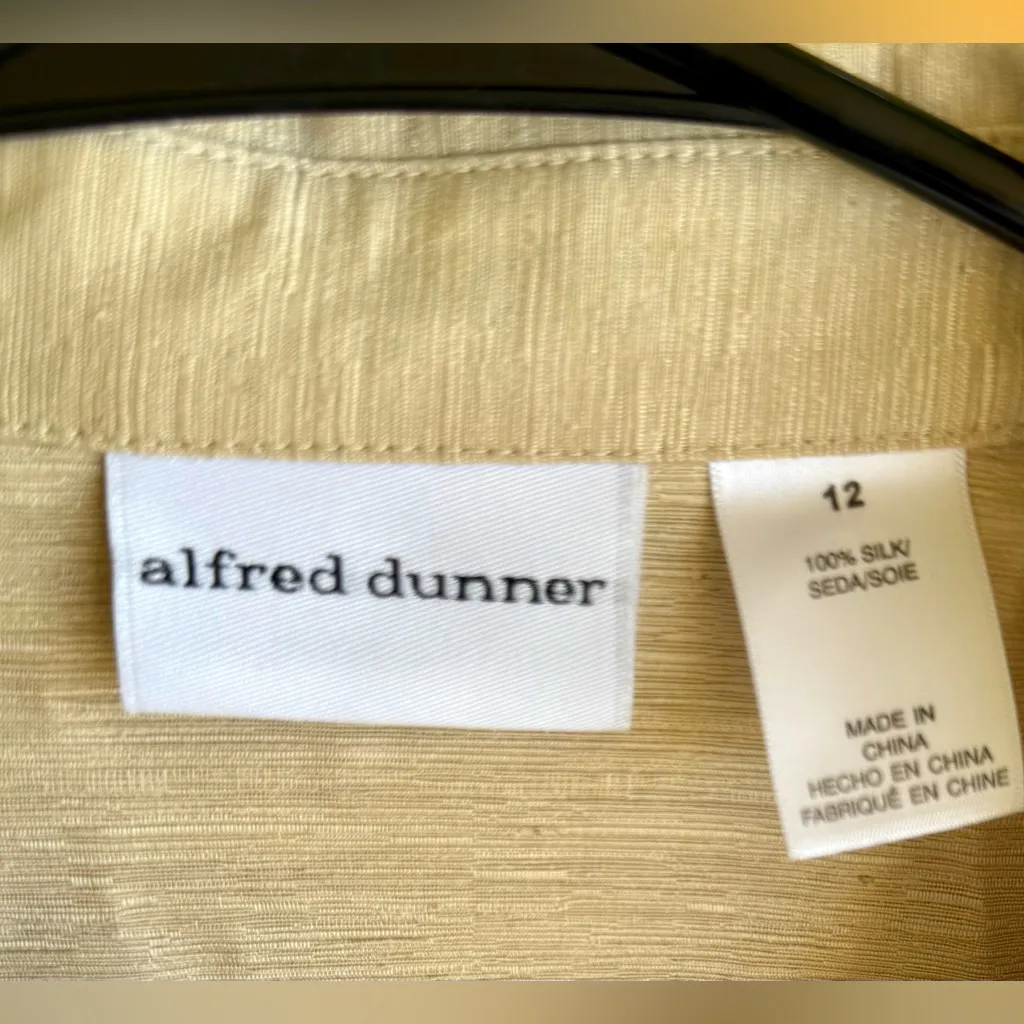 alfred dunner
12
100% SILK/
SEDA/SOIE
MADE IN
CHINA
HECHO EN CHINA
FABRIQUÉ EN CHINE